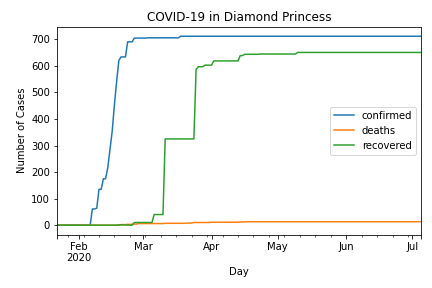 COVID-19 in Diamond Princess
700
600
500
400
300
200
100
0
Number of Cases
confirmed
deaths
recovered
Feb Mar Apr May Jun Jul
2020
Day